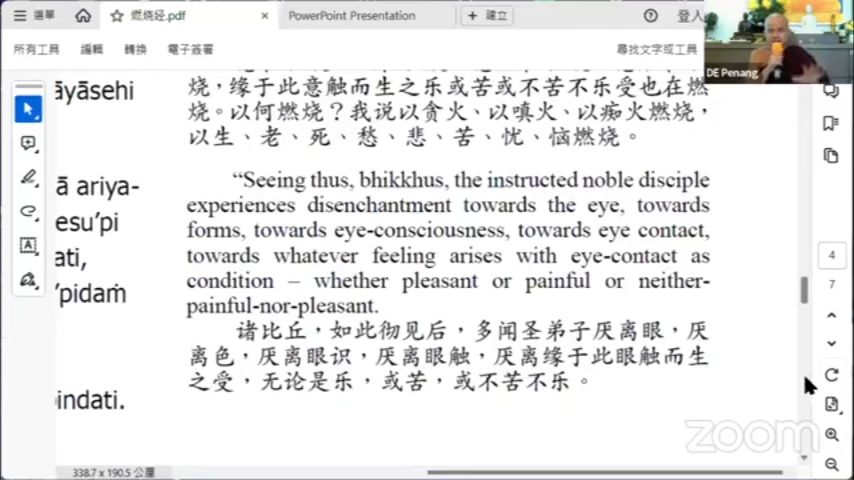 選單
燃烧经.pdf
PowerPoint Presentation
建立
登入
所有工具 編輯 轉換 電子簽署
尋找文字或工具
DE Penang
āyāsehi
ā ariya-
esu'pi
ati,
'pidaṁ
indati.
烧，缘于此意触而生之乐或苦或不苦不乐受也在燃
烧。以何燃烧？我说以贪火、以嗔火、以痴火燃烧，
以生、老、死、愁、悲、苦、忧、恼燃烧。
“Seeing thus, bhikkhus, the instructed noble disciple
experiences disenchantment towards the eye, towards
forms, towards eye-consciousness, towards eye contact,
towards whatever feeling arises with eye-contact as
condition – whether pleasant or painful or neither-
painful-nor-pleasant.
诸比丘，如此彻见后，多闻圣弟子厌离眼，厌
离色，厌离眼识，厌离眼触，厌离缘于此眼触而生
之受，无论是乐，或苦，或不苦不乐。
4
7
zoom
338.7 x 190.5 公厘